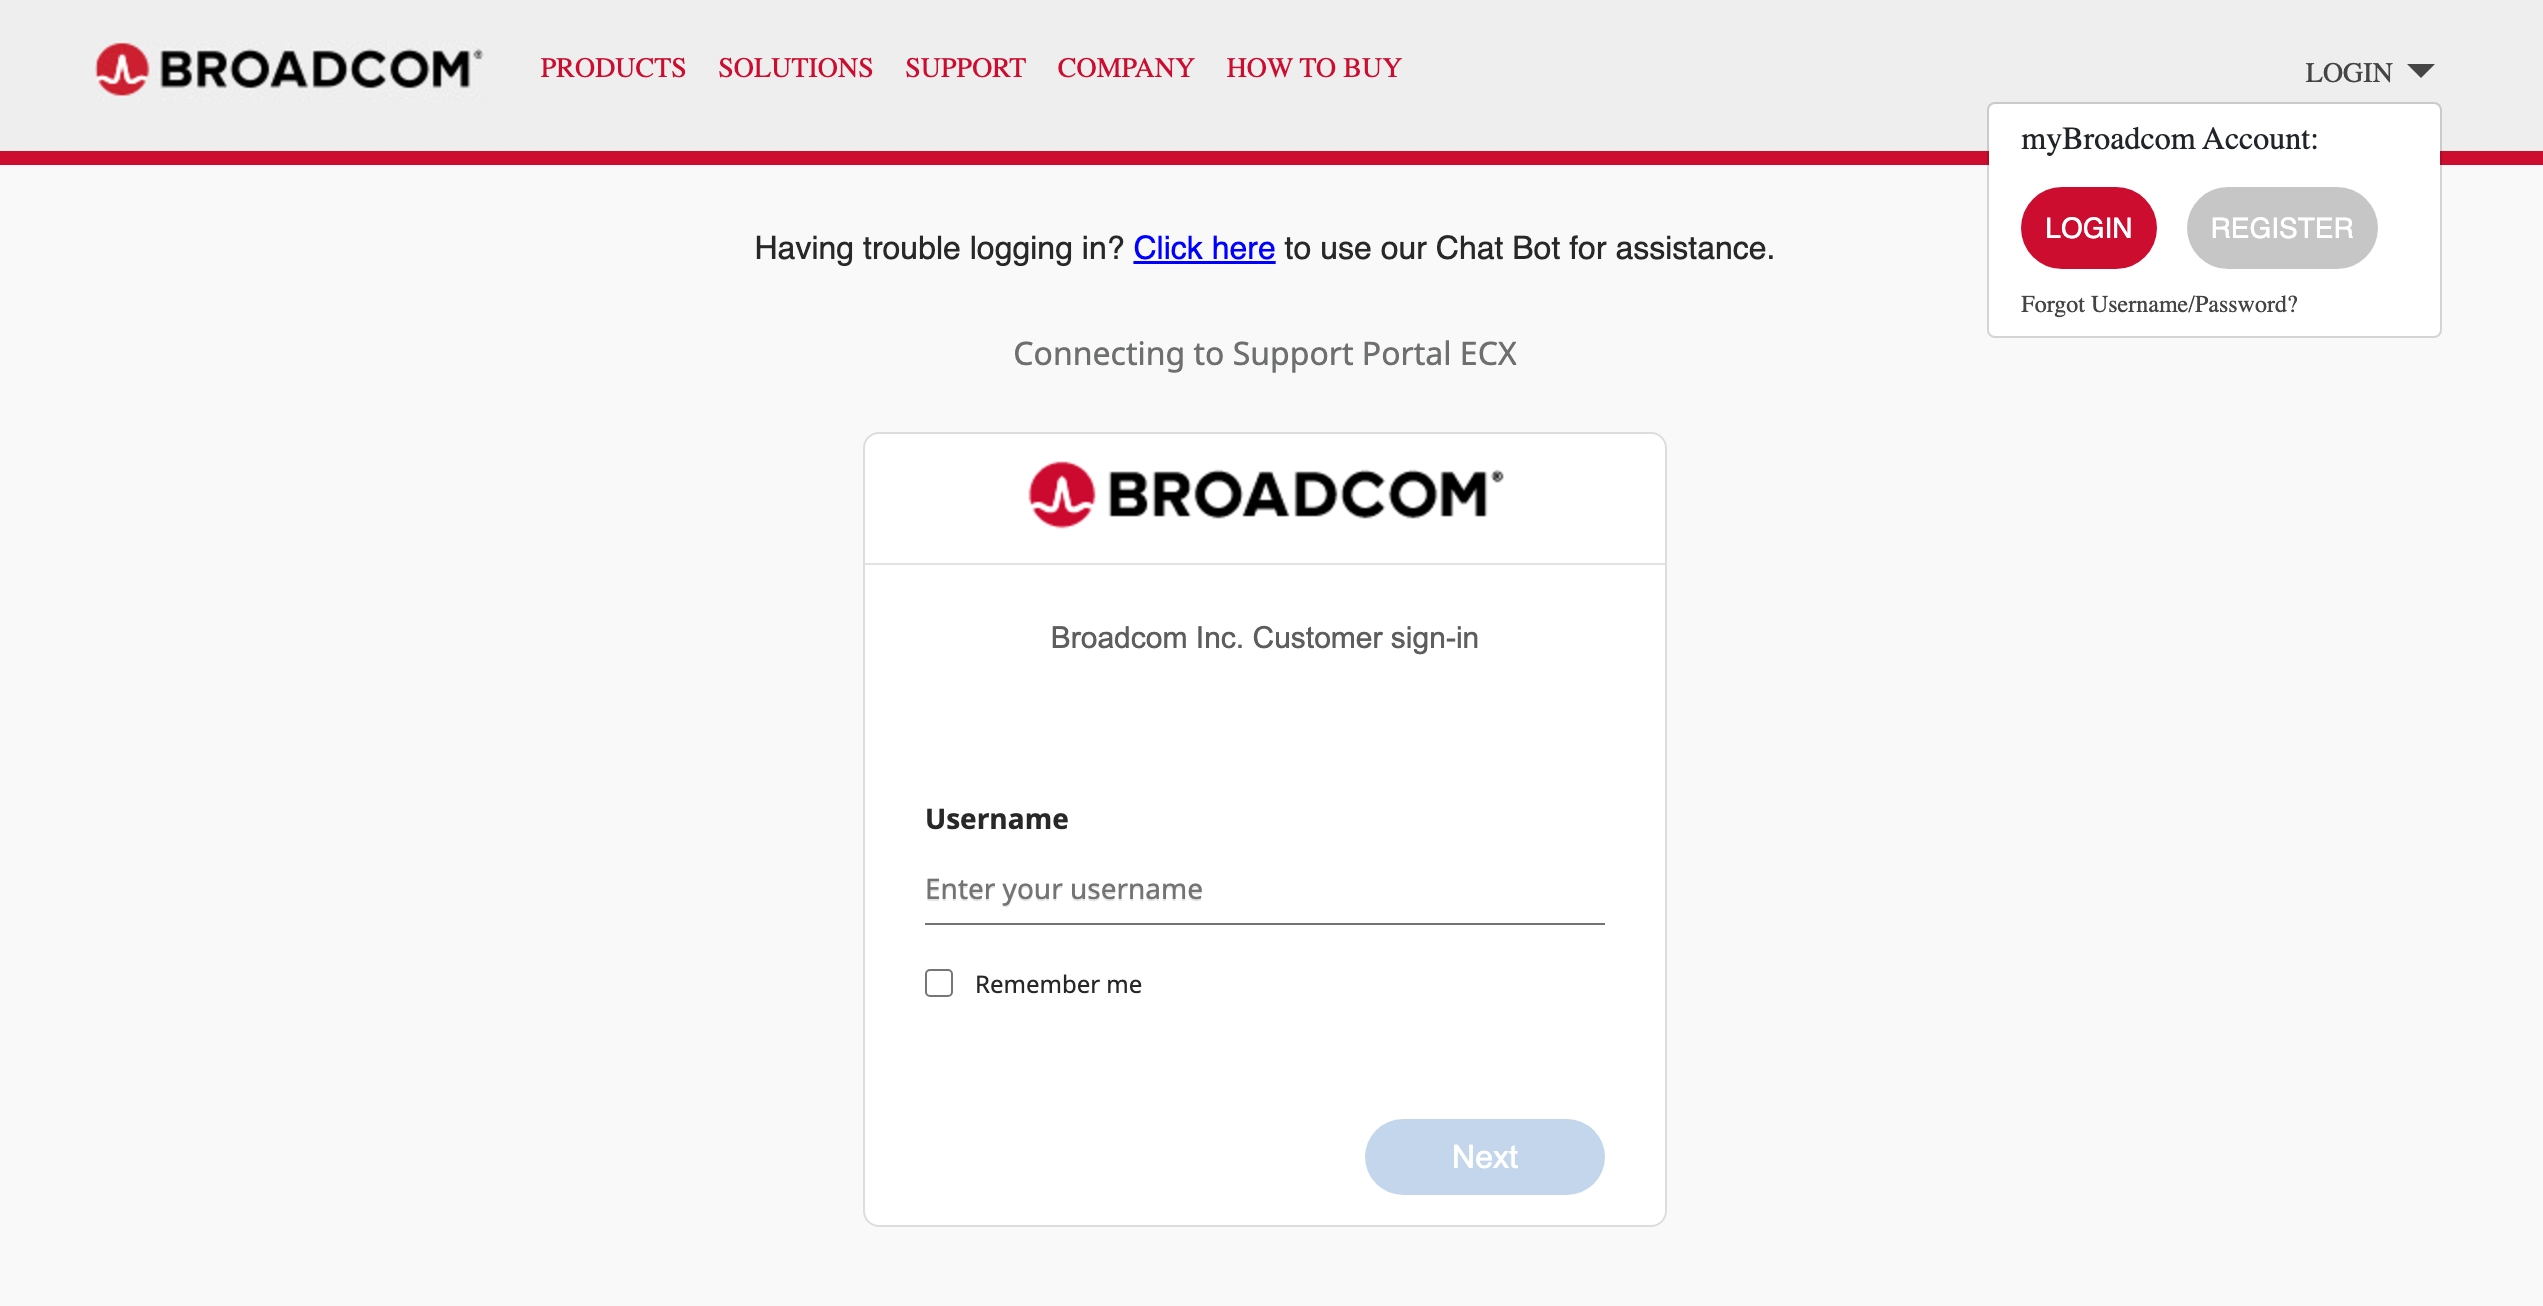 BROADCOM®
PRODUCTS SOLUTIONS SUPPORT COMPANY HOW TO BUY
LOGIN
myBroadcom Account:
LOGIN REGISTER
Forgot Username/Password?
Having trouble logging in? Click here to use our Chat Bot for assistance.
Connecting to Support Portal ECX
BROADCOM®
Broadcom Inc. Customer sign-in
Username
Enter your username
Remember me
Next